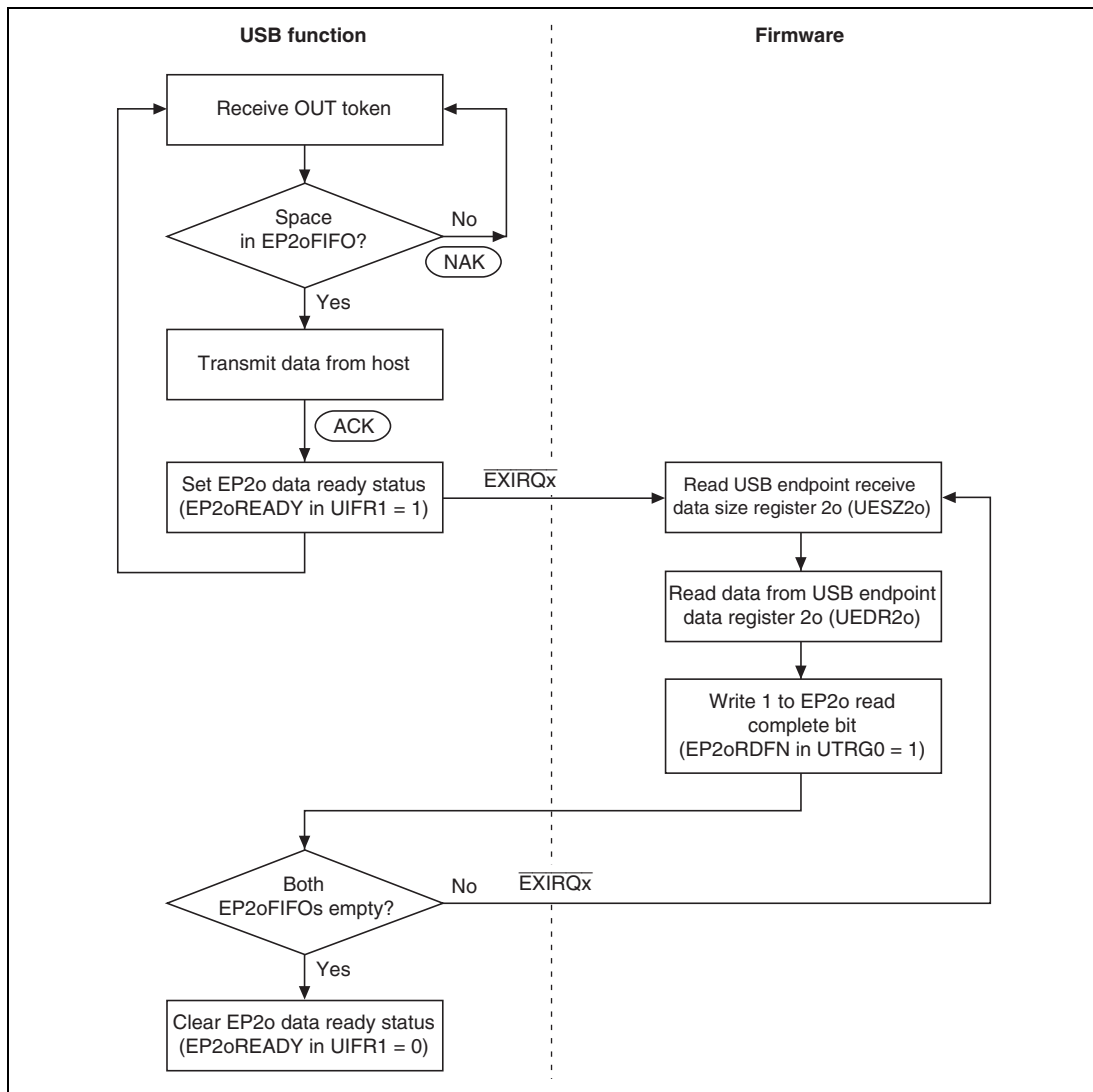 USB function
Firmware
Receive OUT token
Space
in EP2oFIFO?
No
NAK
Yes
Transmit data from host
ACK
Set EP2o data ready status
(EP2oREADY in UIFR1 = 1)
EXIRQx
Read USB endpoint receive
data size register 2o (UESZ2o)
Read data from USB endpoint
data register 2o (UEDR2o)
Write 1 to EP2o read
complete bit
(EP2oRDFN in UTRG0 = 1)
Both
EP2oFIFOs empty?
No
EXIRQx
Yes
Clear EP2o data ready status
(EP2oREADY in UIFR1 = 0)